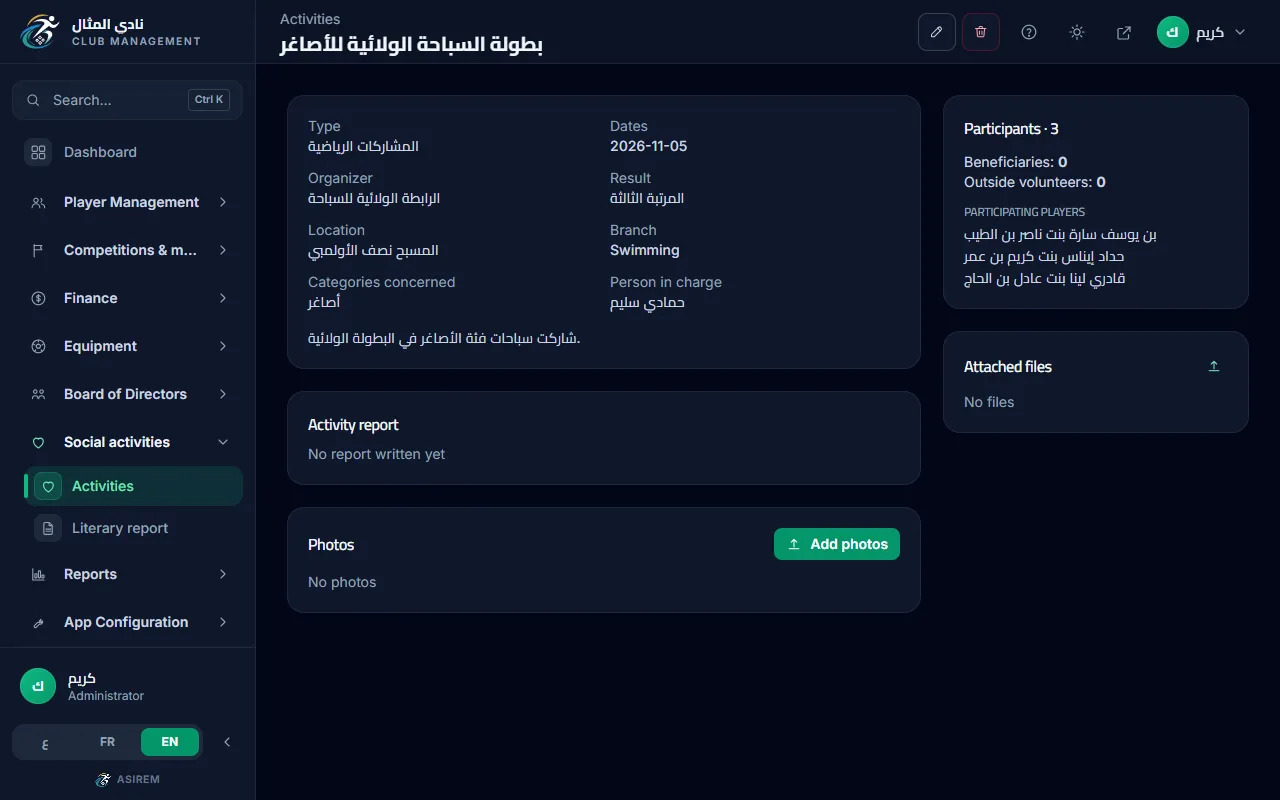 نادي المثال
CLUB MANAGEMENT
Search...
Ctrl K
Dashboard
Player Management
Competitions & m...
Finance
Equipment
Board of Directors
Social activities
Activities
Literary report
Reports
App Configuration
ك
كريم
Administrator
ع
FR
EN
ASIREM
Activities
بطولة السباحة الولائية للأصاغر
ك
كريم
Type
المشاركات الرياضية
Dates
2026-11-05
Organizer
الرابطة الولائية للسباحة
Result
المرتبة الثالثة
Location
المسبح نصف الأولمبي
Branch
Swimming
Categories concerned
أصاغر
Person in charge
حمادي سليم
شاركت سباحات فئة الأصاغر في البطولة الولائية.
Activity report
No report written yet
Photos
Add photos
No photos
Participants · 3
Beneficiaries: 0
Outside volunteers: 0
PARTICIPATING PLAYERS
بن يوسف سارة بنت ناصر بن الطيب
حداد إيناس بنت كريم بن عمر
قادري لينا بنت عادل بن الحاج
Attached files
No files